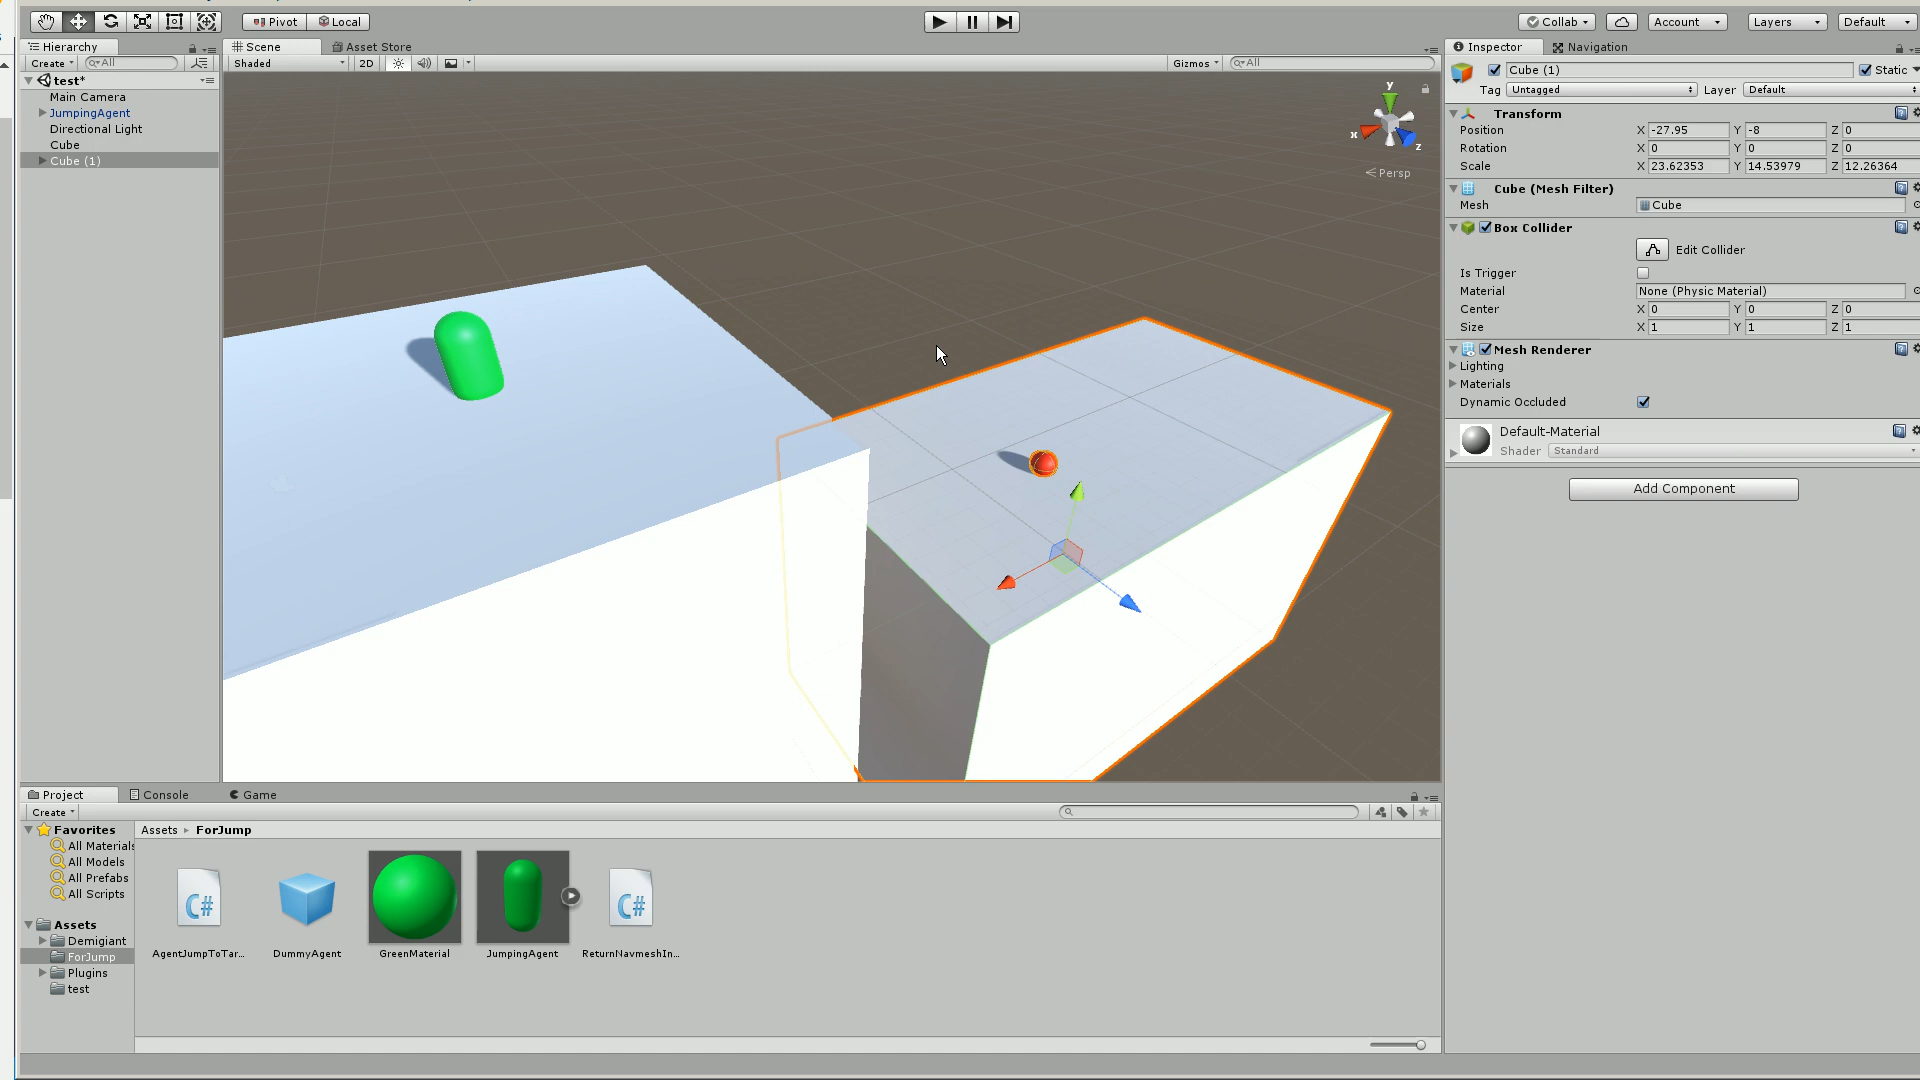 Pivot Local Collab Account Layers Default
Hierarchy Scene Asset Store Inspector Navigation
Create All Shaded 2D Gizmos All
test*
Main Camera
JumpingAgent
Directional Light
Cube
Cube (1)
y
x
z
Persp
Cube (1) Static
Tag Untagged Layer Default
Transform
Position X -27.95 Y -8 Z 0
Rotation X 0 Y 0 Z 0
Scale X 23.62353 Y 14.53979 Z 12.26364
Cube (Mesh Filter)
Mesh Cube
Box Collider
Edit Collider
Is Trigger
Material None (Physic Material)
Center X 0 Y 0 Z 0
Size X 1 Y 1 Z 1
Mesh Renderer
Lighting
Materials
Dynamic Occluded
Default-Material
Shader Standard
Add Component
Project Console Game
Create
Favorites
All Materials
All Models
All Prefabs
All Scripts
Assets
Demigiant
ForJump
Plugins
test
Assets ForJump
C# C#
AgentJumpToTar... DummyAgent GreenMaterial JumpingAgent ReturnNavmeshIn...